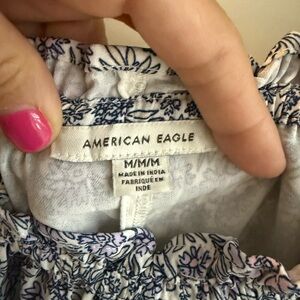 AMERICAN EAGLE
M/M/M
MADE IN INDIA
FABRIQUÉ EN
INDE